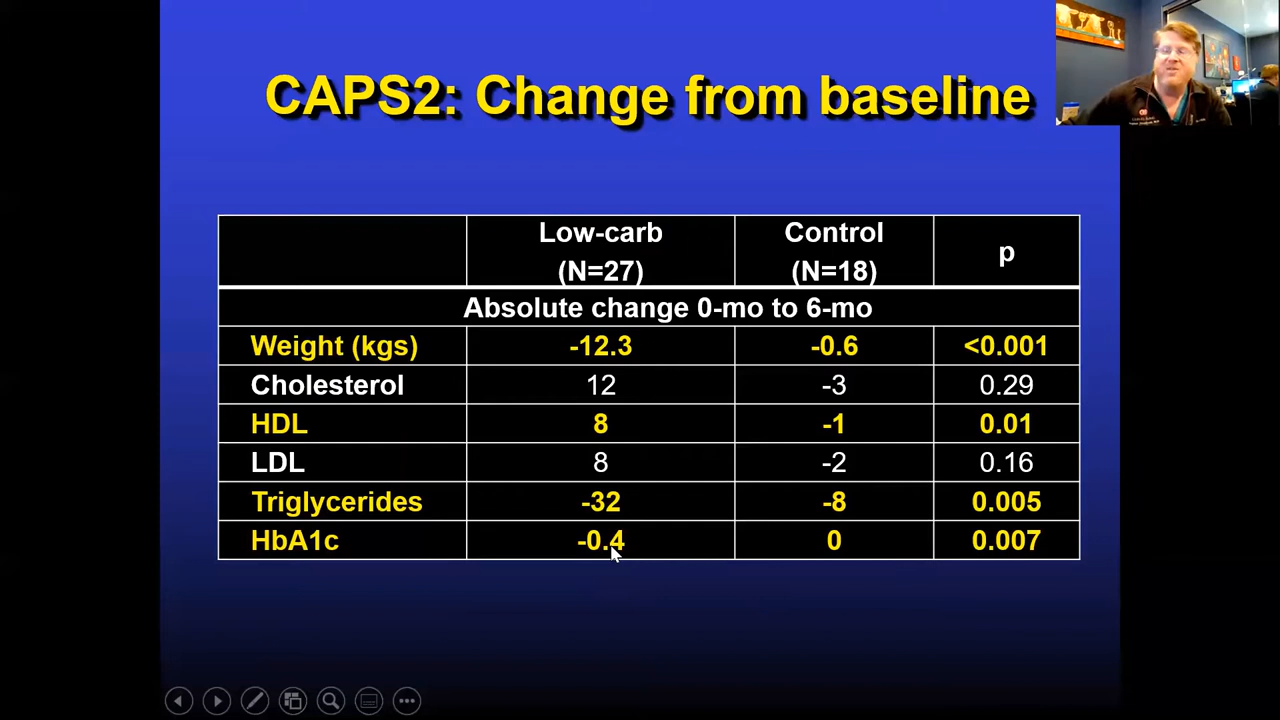 CAPS2: Change from baseline
Low-carb (N=27) Control (N=18) p
Absolute change 0-mo to 6-mo
Weight (kgs) -12.3 -0.6 <0.001
Cholesterol 12 -3 0.29
HDL 8 -1 0.01
LDL 8 -2 0.16
Triglycerides -32 -8 0.005
HbA1c -0.4 0 0.007